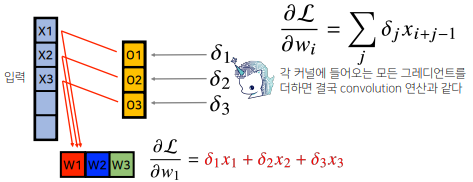 X1
X2
X3
입력
O1
O2
O3
δ₁
δ₂
δ₃
∂ℒ/∂wᵢ = ∑ⱼ δⱼxᵢ₊ⱼ₋₁
각 커널에 들어오는 모든 그레디언트를
더하면 결국 convolution 연산과 같다
W1 W2 W3
∂ℒ/∂w₁ = δ₁x₁ + δ₂x₂ + δ₃x₃